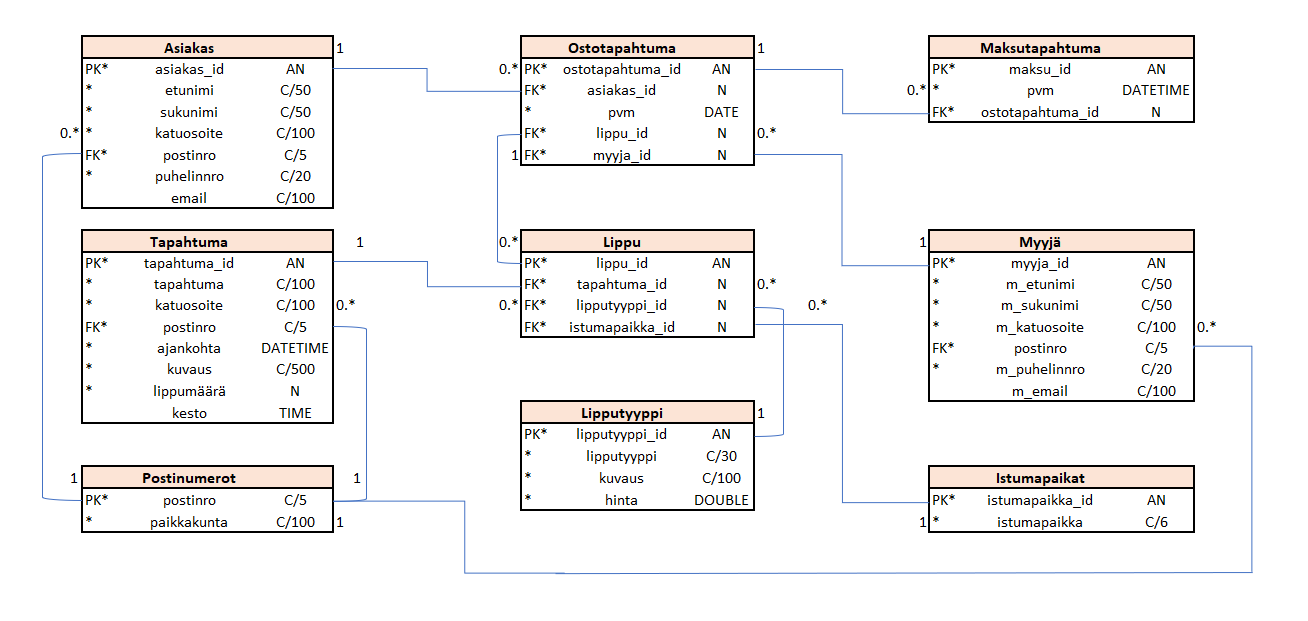 Asiakas
PK* asiakas_id AN
* etunimi C/50
* sukunimi C/50
* katuosoite C/100
FK* postinro C/5
* puhelinnro C/20
email C/100
1
0.*
Ostotapahtuma
PK* ostotapahtuma_id AN
FK* asiakas_id N
* pvm DATE
FK* lippu_id N
FK* myyja_id N
1
0.*
0.*
1
Maksutapahtuma
PK* maksu_id AN
* pvm DATETIME
FK* ostotapahtuma_id N
0.*
Tapahtuma
PK* tapahtuma_id AN
* tapahtuma C/100
* katuosoite C/100
FK* postinro C/5
* ajankohta DATETIME
* kuvaus C/500
* lippumäärä N
kesto TIME
1
0.*
Lippu
PK* lippu_id AN
FK* tapahtuma_id N
FK* lipputyyppi_id N
FK* istumapaikka_id N
0.*
0.*
0.*
0.*
Myyjä
PK* myyja_id AN
* m_etunimi C/50
* m_sukunimi C/50
* m_katuosoite C/100
FK* postinro C/5
* m_puhelinnro C/20
m_email C/100
1
0.*
Lipputyyppi
PK* lipputyyppi_id AN
* lipputyyppi C/30
* kuvaus C/100
* hinta DOUBLE
1
Postinumerot
PK* postinro C/5
* paikkakunta C/100
1
1
1
Istumapaikat
PK* istumapaikka_id AN
* istumapaikka C/6
1